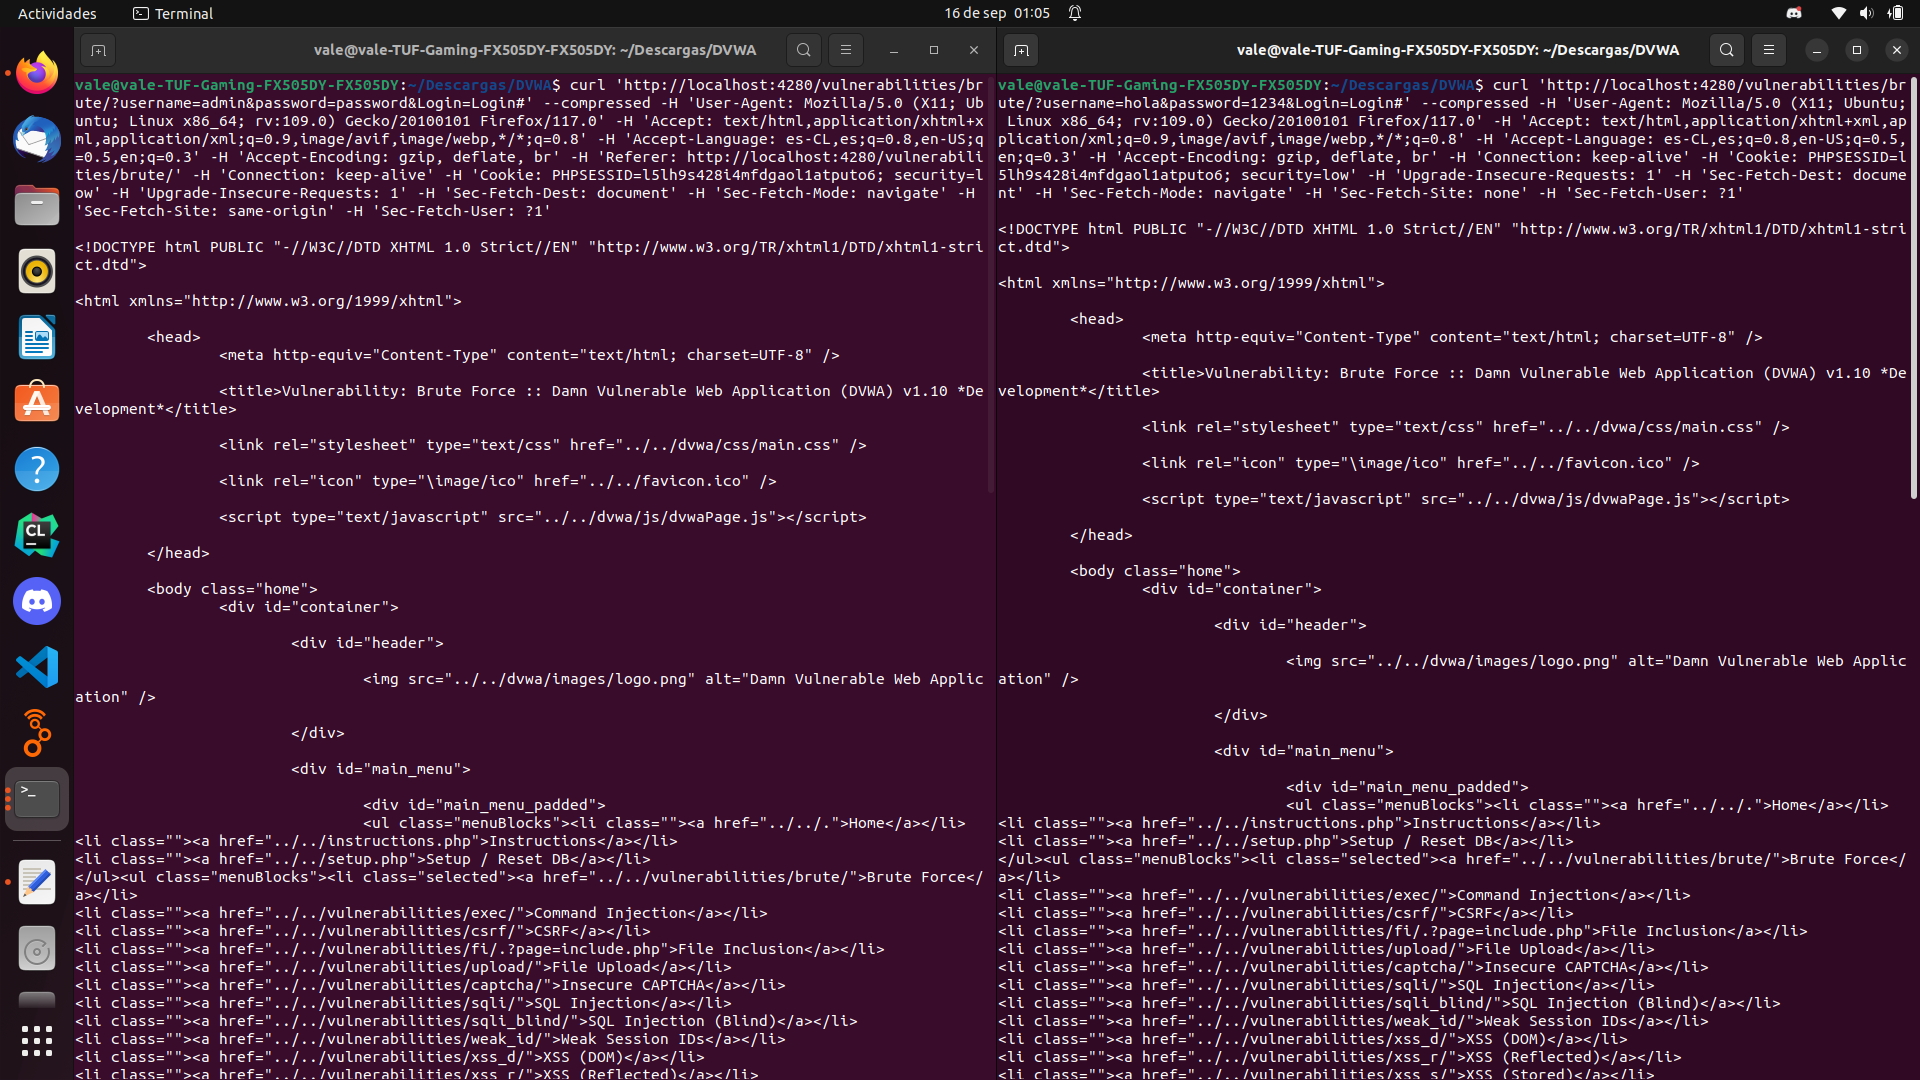 Actividades
Terminal
16 de sep 01:05
vale@vale-TUF-Gaming-FX505DY-FX505DY: ~/Descargas/DVWA
vale@vale-TUF-Gaming-FX505DY-FX505DY:~/Descargas/DVWA$ curl 'http://localhost:4280/vulnerabilities/br
ute/?username=admin&password=password&Login=Login#' --compressed -H 'User-Agent: Mozilla/5.0 (X11; Ub
untu; Linux x86_64; rv:109.0) Gecko/20100101 Firefox/117.0' -H 'Accept: text/html,application/xhtml+x
ml,application/xml;q=0.9,image/avif,image/webp,*/*;q=0.8' -H 'Accept-Language: es-CL,es;q=0.8,en-US;q
=0.5,en;q=0.3' -H 'Accept-Encoding: gzip, deflate, br' -H 'Referer: http://localhost:4280/vulnerabili
ties/brute/' -H 'Connection: keep-alive' -H 'Cookie: PHPSESSID=l5lh9s428i4mfdgaol1atputo6; security=l
ow' -H 'Upgrade-Insecure-Requests: 1' -H 'Sec-Fetch-Dest: document' -H 'Sec-Fetch-Mode: navigate' -H
'Sec-Fetch-Site: same-origin' -H 'Sec-Fetch-User: ?1'
<!DOCTYPE html PUBLIC "-//W3C//DTD XHTML 1.0 Strict//EN" "http://www.w3.org/TR/xhtml1/DTD/xhtml1-stri
ct.dtd">
<html xmlns="http://www.w3.org/1999/xhtml">
<head>
<meta http-equiv="Content-Type" content="text/html; charset=UTF-8" />
<title>Vulnerability: Brute Force :: Damn Vulnerable Web Application (DVWA) v1.10 *De
velopment*</title>
<link rel="stylesheet" type="text/css" href="../../dvwa/css/main.css" />
<link rel="icon" type="\image/ico" href="../../favicon.ico" />
<script type="text/javascript" src="../../dvwa/js/dvwaPage.js"></script>
</head>
<body class="home">
<div id="container">
<div id="header">
<img src="../../dvwa/images/logo.png" alt="Damn Vulnerable Web Applic
ation" />
</div>
<div id="main_menu">
<div id="main_menu_padded">
<ul class="menuBlocks"><li class=""><a href="../../.">Home</a></li>
<li class=""><a href="../../instructions.php">Instructions</a></li>
<li class=""><a href="../../setup.php">Setup / Reset DB</a></li>
</ul><ul class="menuBlocks"><li class="selected"><a href="../../vulnerabilities/brute/">Brute Force</
a></li>
<li class=""><a href="../../vulnerabilities/exec/">Command Injection</a></li>
<li class=""><a href="../../vulnerabilities/csrf/">CSRF</a></li>
<li class=""><a href="../../vulnerabilities/fi/.?page=include.php">File Inclusion</a></li>
<li class=""><a href="../../vulnerabilities/upload/">File Upload</a></li>
<li class=""><a href="../../vulnerabilities/captcha/">Insecure CAPTCHA</a></li>
<li class=""><a href="../../vulnerabilities/sqli/">SQL Injection</a></li>
<li class=""><a href="../../vulnerabilities/sqli_blind/">SQL Injection (Blind)</a></li>
<li class=""><a href="../../vulnerabilities/weak_id/">Weak Session IDs</a></li>
<li class=""><a href="../../vulnerabilities/xss_d/">XSS (DOM)</a></li>
<li class=""><a href="../../vulnerabilities/xss_r/">XSS (Reflected)</a></li>
vale@vale-TUF-Gaming-FX505DY-FX505DY: ~/Descargas/DVWA
vale@vale-TUF-Gaming-FX505DY-FX505DY:~/Descargas/DVWA$ curl 'http://localhost:4280/vulnerabilities/br
ute/?username=hola&password=1234&Login=Login#' --compressed -H 'User-Agent: Mozilla/5.0 (X11; Ubuntu;
Linux x86_64; rv:109.0) Gecko/20100101 Firefox/117.0' -H 'Accept: text/html,application/xhtml+xml,ap
plication/xml;q=0.9,image/avif,image/webp,*/*;q=0.8' -H 'Accept-Language: es-CL,es;q=0.8,en-US;q=0.5,
en;q=0.3' -H 'Accept-Encoding: gzip, deflate, br' -H 'Connection: keep-alive' -H 'Cookie: PHPSESSID=l
5lh9s428i4mfdgaol1atputo6; security=low' -H 'Upgrade-Insecure-Requests: 1' -H 'Sec-Fetch-Dest: docume
nt' -H 'Sec-Fetch-Mode: navigate' -H 'Sec-Fetch-Site: none' -H 'Sec-Fetch-User: ?1'
<!DOCTYPE html PUBLIC "-//W3C//DTD XHTML 1.0 Strict//EN" "http://www.w3.org/TR/xhtml1/DTD/xhtml1-stri
ct.dtd">
<html xmlns="http://www.w3.org/1999/xhtml">
<head>
<meta http-equiv="Content-Type" content="text/html; charset=UTF-8" />
<title>Vulnerability: Brute Force :: Damn Vulnerable Web Application (DVWA) v1.10 *De
velopment*</title>
<link rel="stylesheet" type="text/css" href="../../dvwa/css/main.css" />
<link rel="icon" type="\image/ico" href="../../favicon.ico" />
<script type="text/javascript" src="../../dvwa/js/dvwaPage.js"></script>
</head>
<body class="home">
<div id="container">
<div id="header">
<img src="../../dvwa/images/logo.png" alt="Damn Vulnerable Web Applic
ation" />
</div>
<div id="main_menu">
<div id="main_menu_padded">
<ul class="menuBlocks"><li class=""><a href="../../.">Home</a></li>
<li class=""><a href="../../instructions.php">Instructions</a></li>
<li class=""><a href="../../setup.php">Setup / Reset DB</a></li>
</ul><ul class="menuBlocks"><li class="selected"><a href="../../vulnerabilities/brute/">Brute Force</
a></li>
<li class=""><a href="../../vulnerabilities/exec/">Command Injection</a></li>
<li class=""><a href="../../vulnerabilities/csrf/">CSRF</a></li>
<li class=""><a href="../../vulnerabilities/fi/.?page=include.php">File Inclusion</a></li>
<li class=""><a href="../../vulnerabilities/upload/">File Upload</a></li>
<li class=""><a href="../../vulnerabilities/captcha/">Insecure CAPTCHA</a></li>
<li class=""><a href="../../vulnerabilities/sqli/">SQL Injection</a></li>
<li class=""><a href="../../vulnerabilities/sqli_blind/">SQL Injection (Blind)</a></li>
<li class=""><a href="../../vulnerabilities/weak_id/">Weak Session IDs</a></li>
<li class=""><a href="../../vulnerabilities/xss_d/">XSS (DOM)</a></li>
<li class=""><a href="../../vulnerabilities/xss_r/">XSS (Reflected)</a></li>
<li class=""><a href="../../vulnerabilities/xss_s/">XSS (Stored)</a></li>